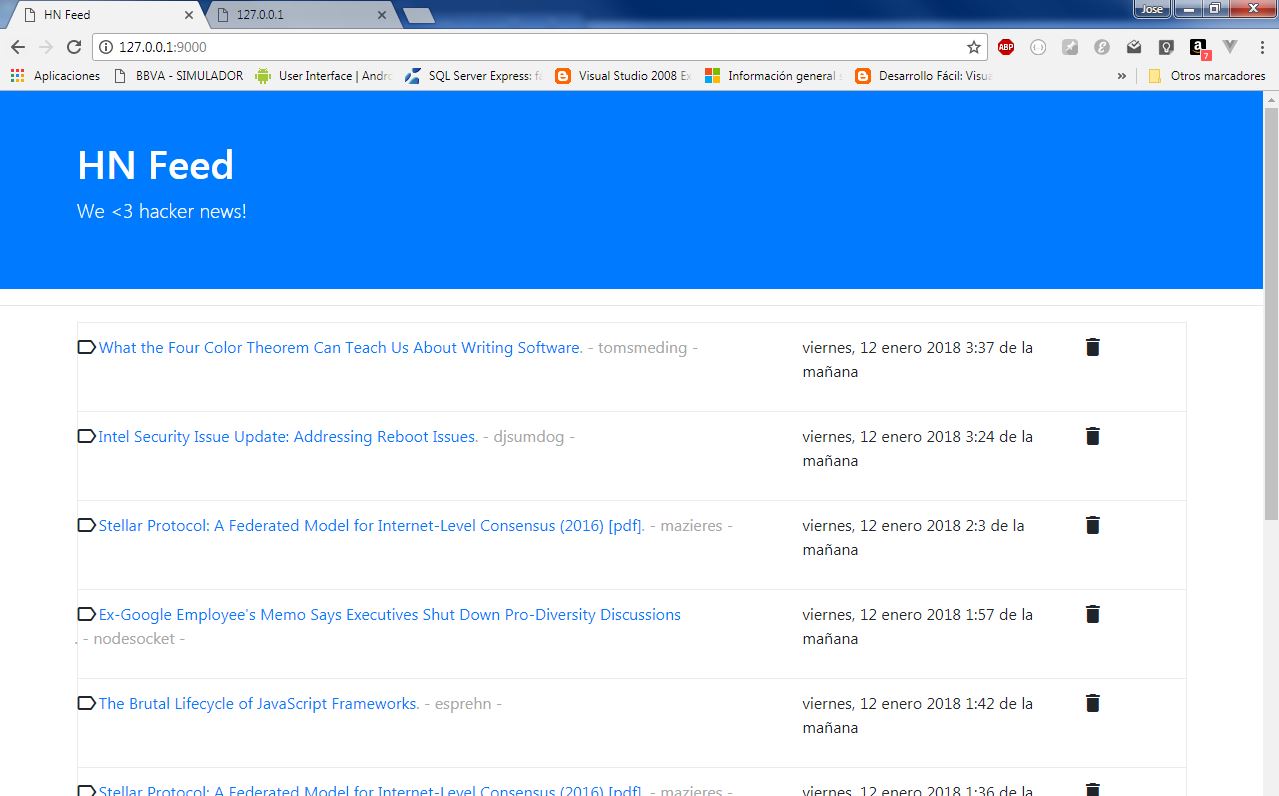 HN Feed
127.0.0.1
Jose
127.0.0.1:9000
ABP
a
7
Aplicaciones
BBVA - SIMULADOR
User Interface | Andro
SQL Server Express: fa
Visual Studio 2008 Ex
Información general s
Desarrollo Fácil: Visua
»
Otros marcadores
HN Feed
We <3 hacker news!
What the Four Color Theorem Can Teach Us About Writing Software. - tomsmeding -
viernes, 12 enero 2018 3:37 de la
mañana
Intel Security Issue Update: Addressing Reboot Issues. - djsumdog -
viernes, 12 enero 2018 3:24 de la
mañana
Stellar Protocol: A Federated Model for Internet-Level Consensus (2016) [pdf]. - mazieres -
viernes, 12 enero 2018 2:3 de la
mañana
Ex-Google Employee's Memo Says Executives Shut Down Pro-Diversity Discussions
. - nodesocket -
viernes, 12 enero 2018 1:57 de la
mañana
The Brutal Lifecycle of JavaScript Frameworks. - esprehn -
viernes, 12 enero 2018 1:42 de la
mañana
Stellar Protocol: A Federated Model for Internet-Level Consensus (2016) [pdf]. - mazieres -
viernes, 12 enero 2018 1:36 de la